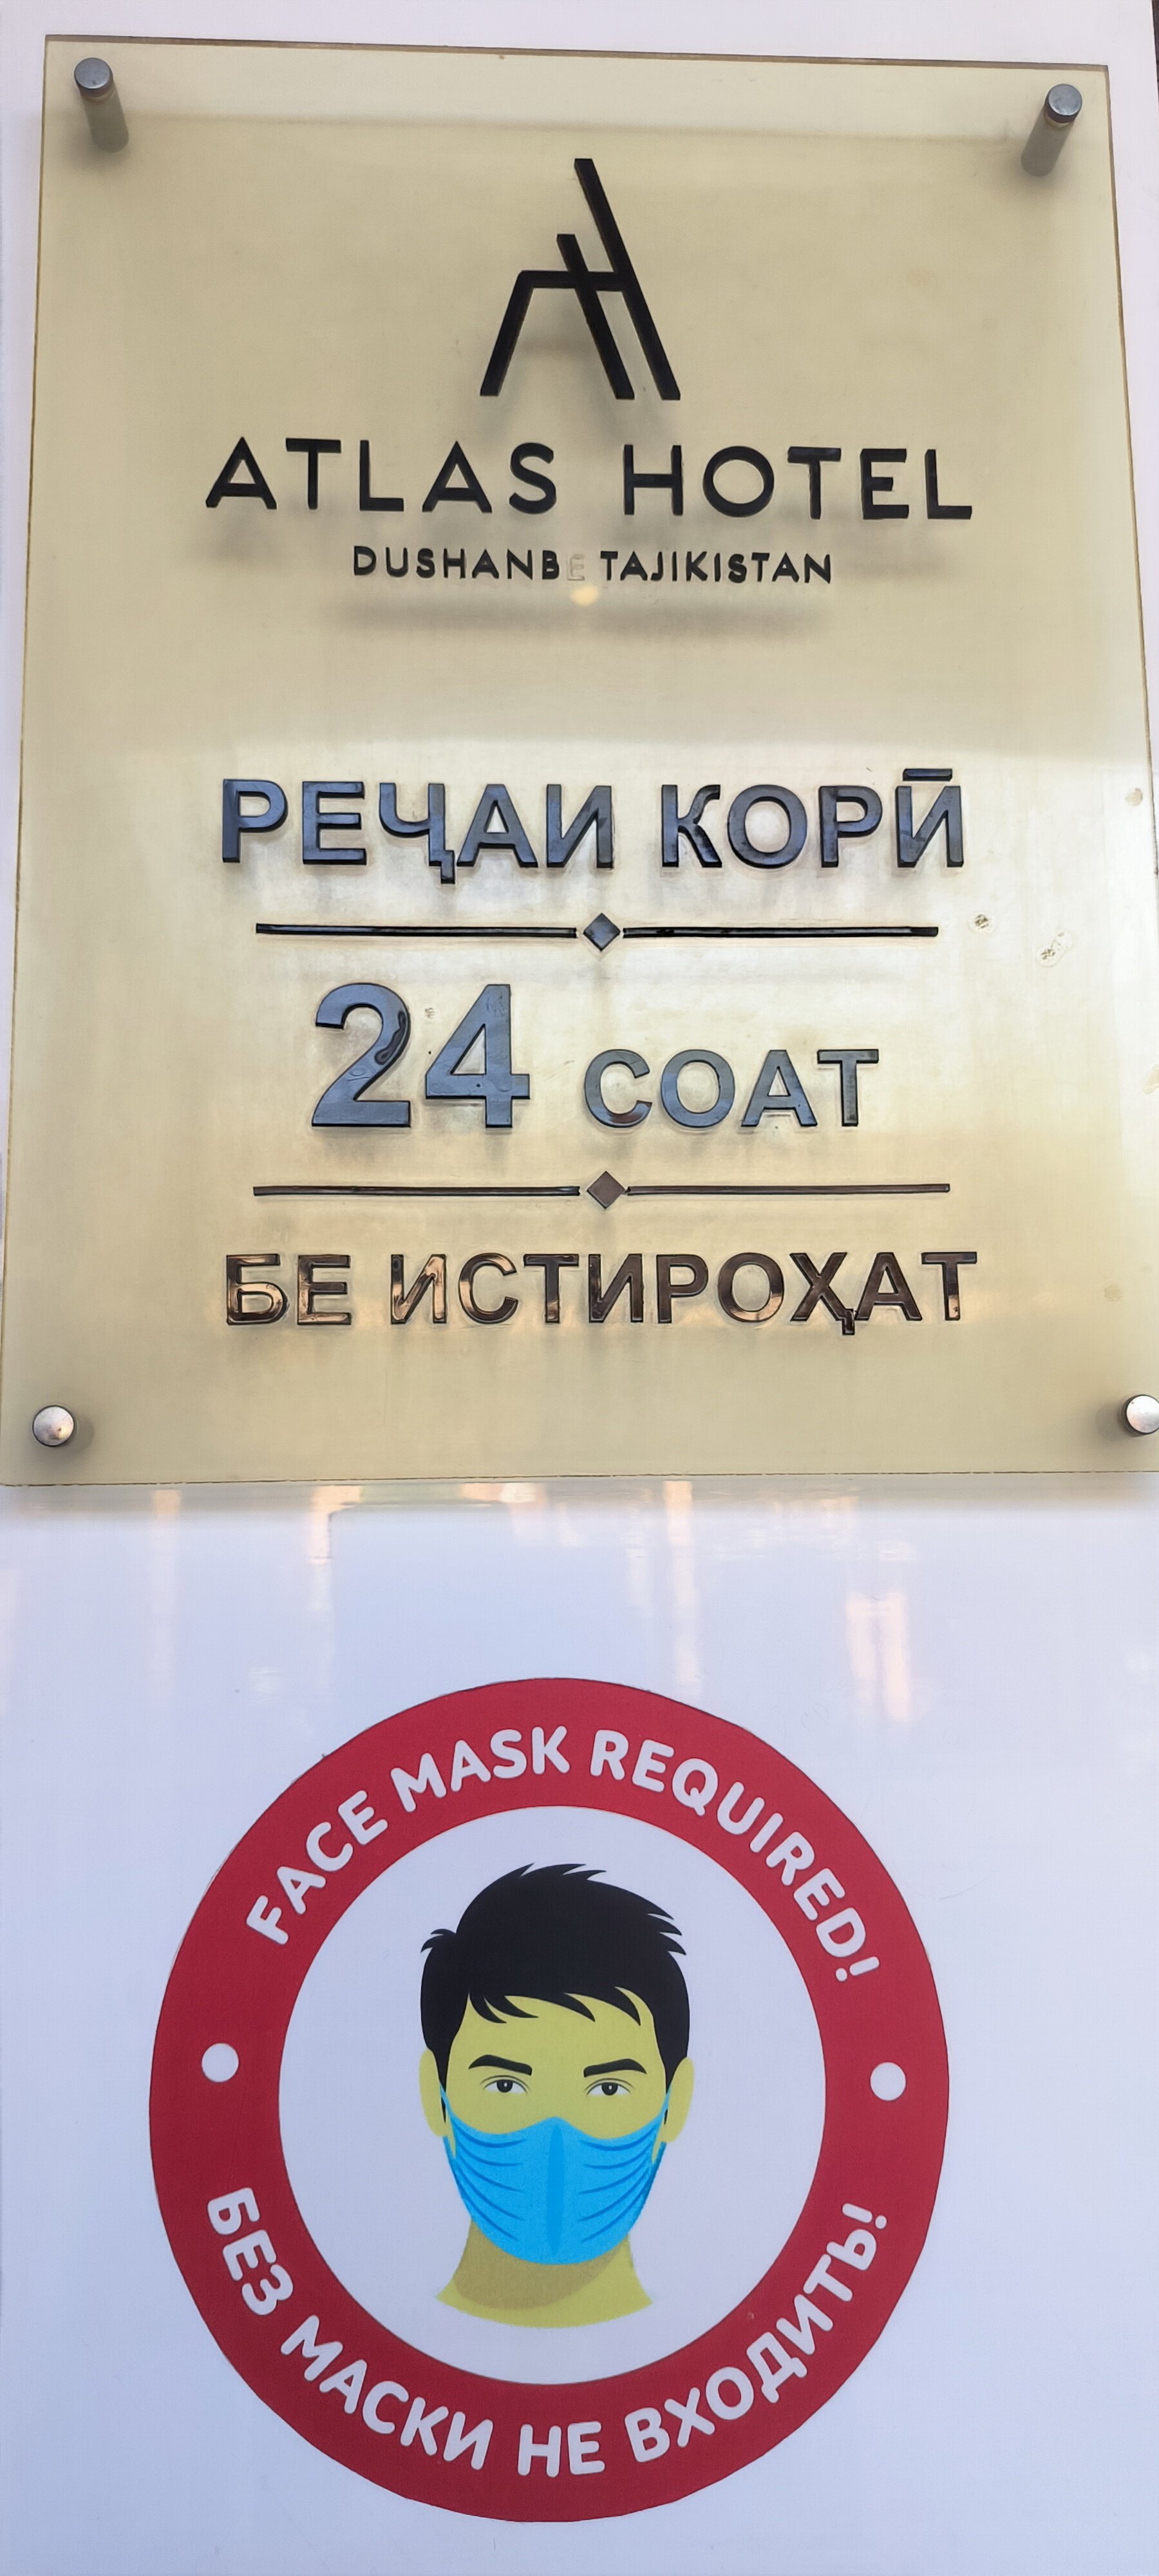 ATLAS HOTEL
DUSHANBE TAJIKISTAN
РЕҶАИ КОРӢ
24 СОАТ
БЕ ИСТИРОҲАТ
FACE MASK REQUIRED!
БЕЗ МАСКИ НЕ ВХОДИТЬ!